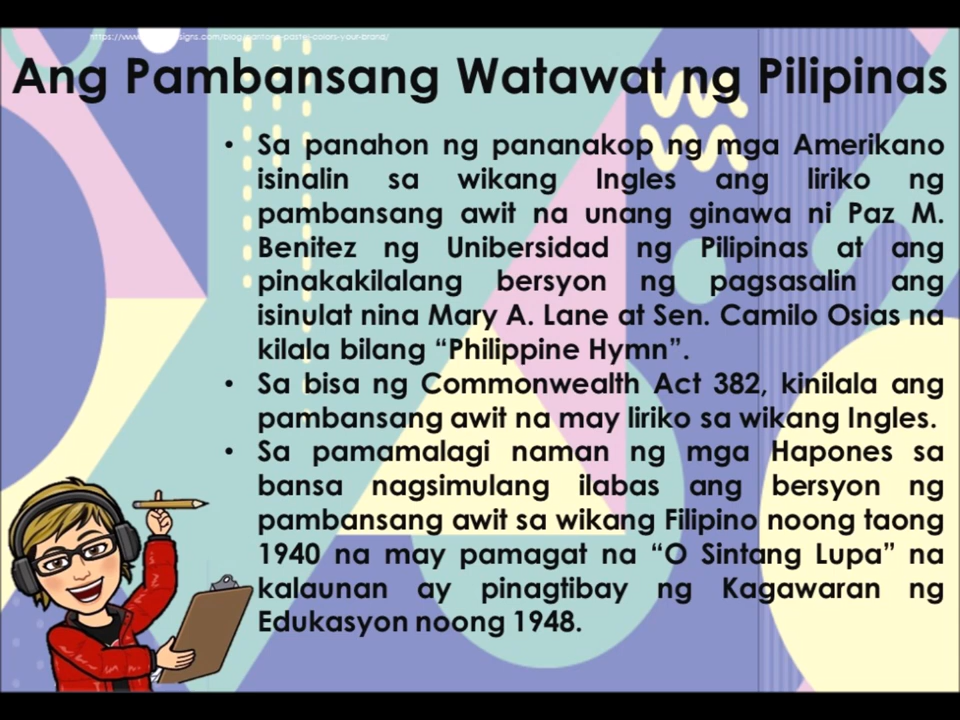 Ang Pambansang Watawat ng Pilipinas
• Sa panahon ng pananakop ng mga Amerikano
isinalin sa wikang Ingles ang liriko ng
pambansang awit na unang ginawa ni Paz M.
Benitez ng Unibersidad ng Pilipinas at ang
pinakakilalang bersyon ng pagsasalin ang
isinulat nina Mary A. Lane at Sen. Camilo Osias na
kilala bilang “Philippine Hymn”.
• Sa bisa ng Commonwealth Act 382, kinilala ang
pambansang awit na may liriko sa wikang Ingles.
• Sa pamamalagi naman ng mga Hapones sa
bansa nagsimulang ilabas ang bersyon ng
pambansang awit sa wikang Filipino noong taong
1940 na may pamagat na “O Sintang Lupa” na
kalaunan ay pinagtibay ng Kagawaran ng
Edukasyon noong 1948.